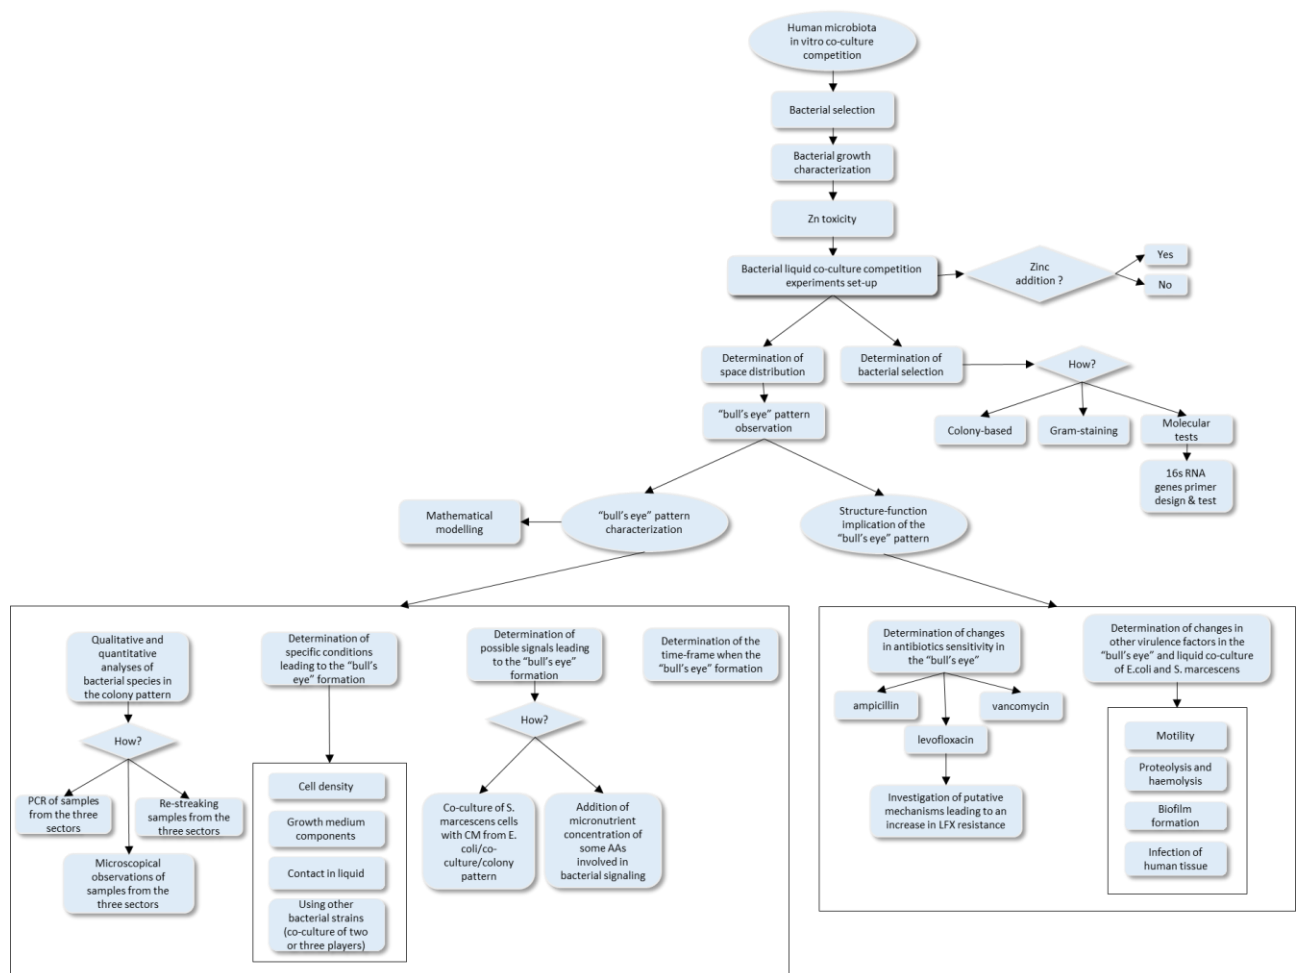 Human microbiota
in vitro co-culture
competition
Bacterial selection
Bacterial growth
characterization
Zn toxicity
Bacterial liquid co-culture competition
experiments set-up
Zinc
addition ?
Yes
No
Determination of
space distribution
Determination of
bacterial selection
How?
"bull's eye" pattern
observation
Colony-based
Gram-staining
Molecular
tests
16s RNA
genes primer
design & test
Mathematical
modelling
"bull's eye" pattern
characterization
Structure-function
implication of the
"bull's eye" pattern
Qualitative and
quantitative
analyses of
bacterial species in
the colony pattern
How?
PCR of samples
from the three
sectors
Re-streaking
samples from the
three sectors
Microscopical
observations of
samples from the
three sectors
Determination of
specific conditions
leading to the "bull's
eye" formation
Cell density
Growth medium
components
Contact in liquid
Using other
bacterial strains
(co-culture of two
or three players)
Determination of
possible signals leading
to the "bull's eye"
formation
How?
Co-culture of S.
marcescens cells
with CM from E.
coli/co-
culture/colony
pattern
Addition of
micronutrient
concentration of
some AAs
involved in
bacterial signaling
Determination of the
time-frame when the
"bull's eye" formation
Determination of changes
in antibiotics sensitivity in
the "bull's eye"
ampicillin
vancomycin
levofloxacin
Investigation of putative
mechanisms leading to an
increase in LFX resistance
Determination of changes in
other virulence factors in the
"bull's eye" and liquid co-culture
of E.coli and S. marcescens
Motility
Proteolysis and
haemolysis
Biofilm
formation
Infection of
human tissue